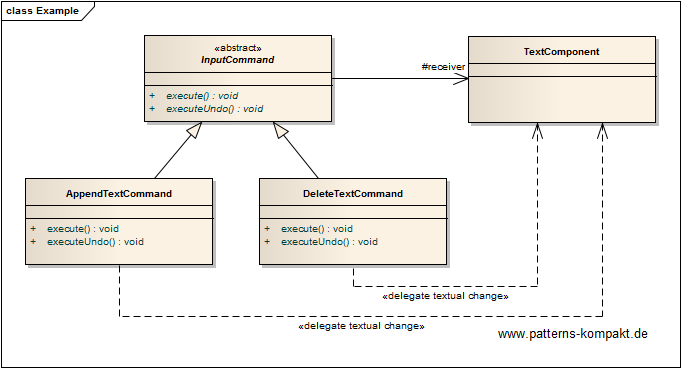 class Example
«abstract»
InputCommand
+ execute() : void
+ executeUndo() : void
#receiver
TextComponent
AppendTextCommand
+ execute() : void
+ executeUndo() : void
DeleteTextCommand
+ execute() : void
+ executeUndo() : void
«delegate textual change»
«delegate textual change»
www.patterns-kompakt.de